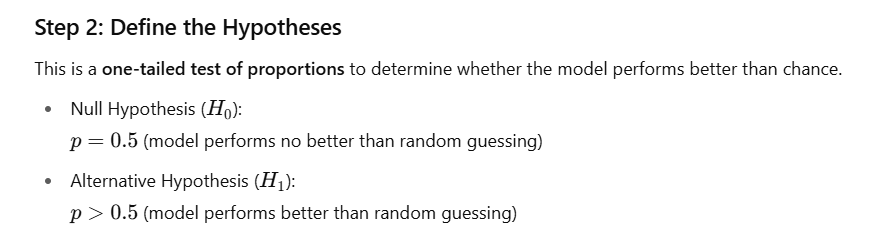 Step 2: Define the Hypotheses
This is a one-tailed test of proportions to determine whether the model performs better than chance.
• Null Hypothesis (H₀):
p = 0.5 (model performs no better than random guessing)
• Alternative Hypothesis (H₁):
p > 0.5 (model performs better than random guessing)